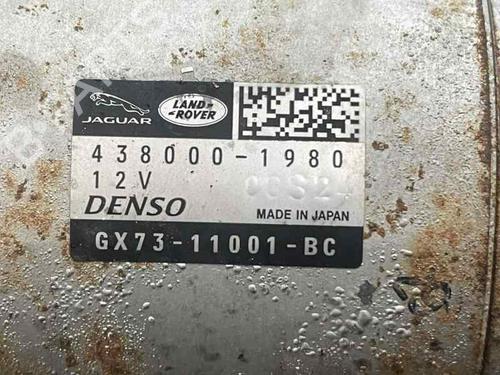 JAGUAR
LAND ROVER
438000-1980
12V
DENSO
MADE IN JAPAN
GX73-11001-BC